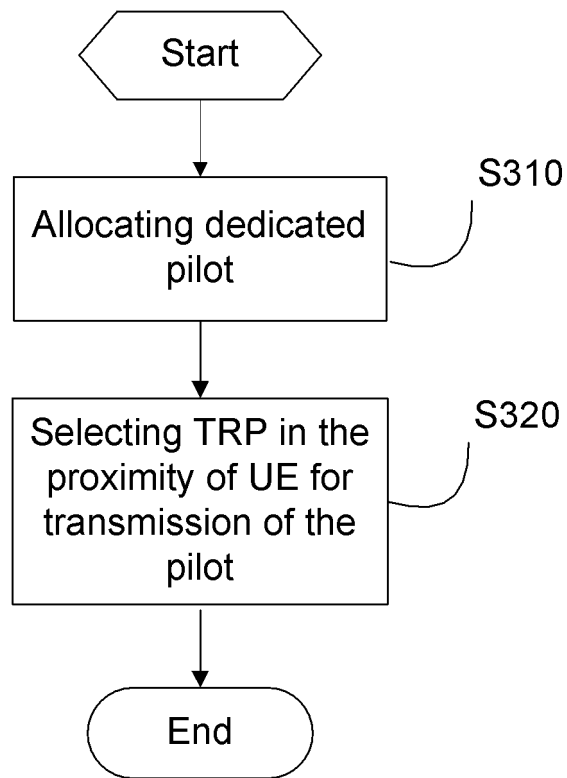 Start
S310
Allocating dedicated
pilot
S320
Selecting TRP in the
proximity of UE for
transmission of the
pilot
End